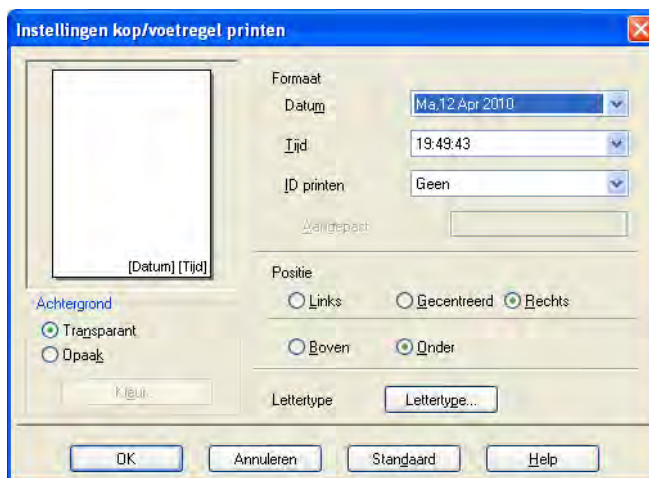 Instellingen kop/voetregel printen
Formaat
Datum Ma,12 Apr 2010
Tijd 19:49:43
ID printen Geen
Aangepast
[Datum] [Tijd]
Achtergrond
Transparant
Opaak
Kleur...
Positie
Links Gecentreerd Rechts
Boven Onder
Lettertype Lettertype...
OK Annuleren Standaard Help